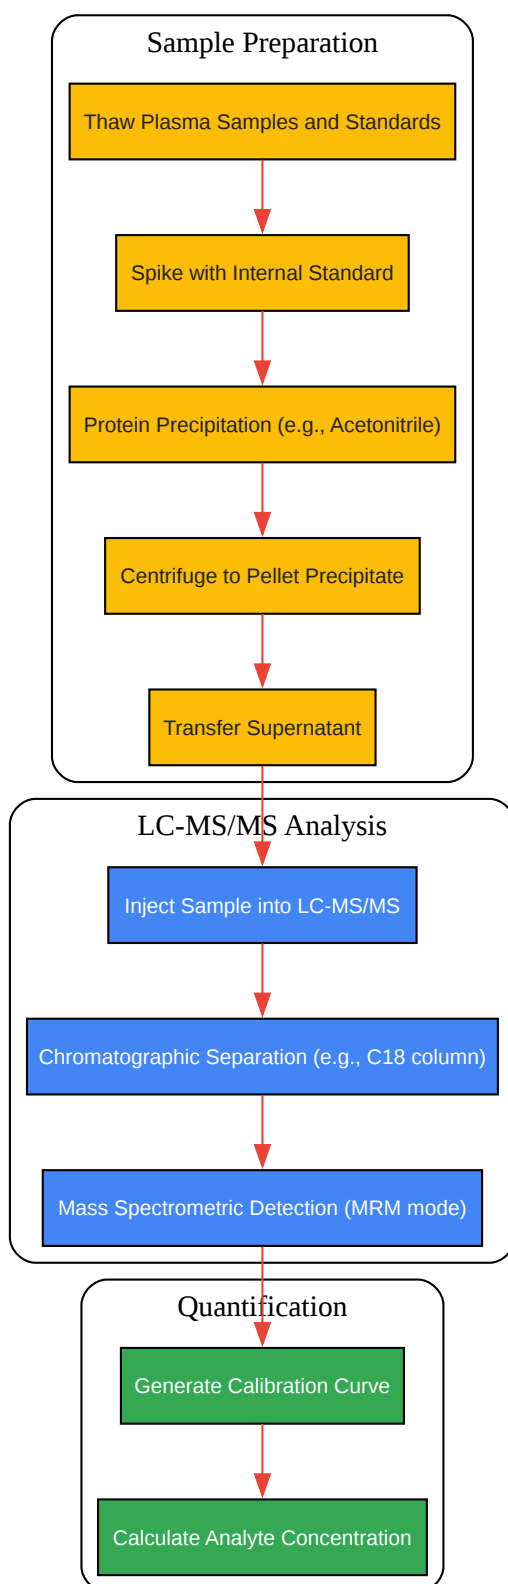 Sample Preparation
Thaw Plasma Samples and Standards
Spike with Internal Standard
Protein Precipitation (e.g., Acetonitrile)
Centrifuge to Pellet Precipitate
Transfer Supernatant
LC-MS/MS Analysis
Inject Sample into LC-MS/MS
Chromatographic Separation (e.g., C18 column)
Mass Spectrometric Detection (MRM mode)
Quantification
Generate Calibration Curve
Calculate Analyte Concentration